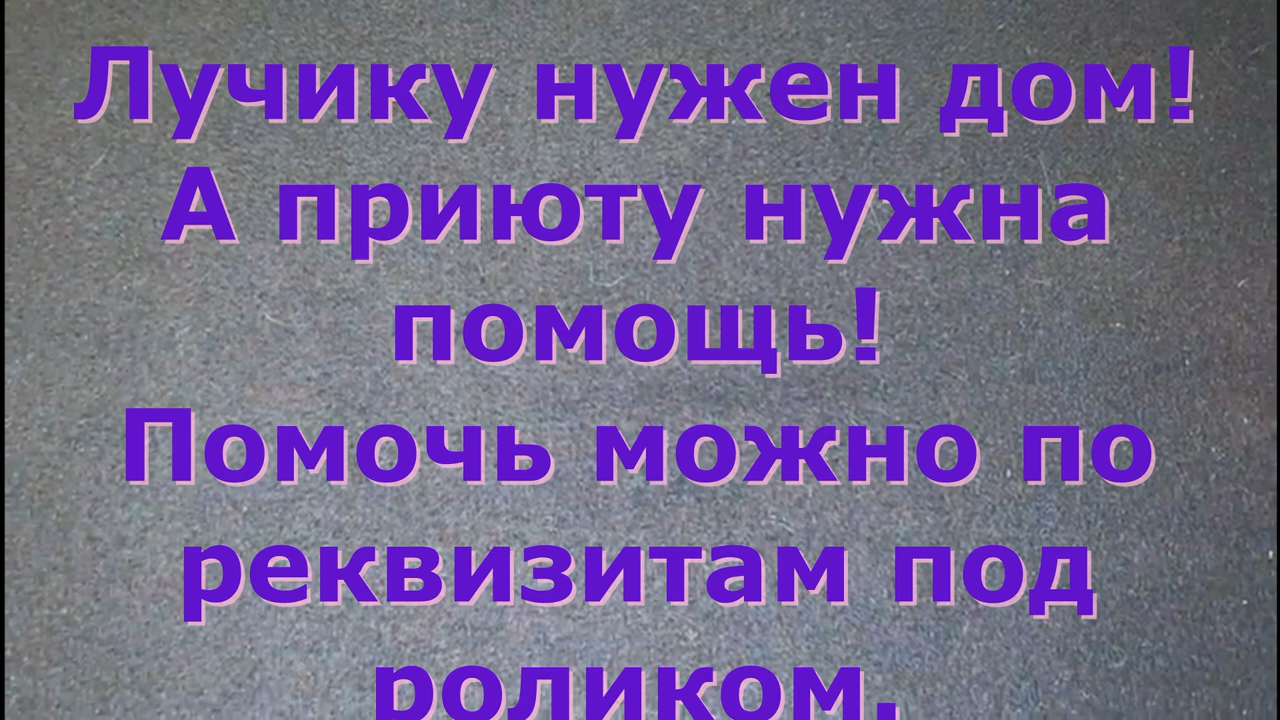 Лучику нужен дом!
А приюту нужна
помощь!
Помочь можно по
реквизитам под
роликом.